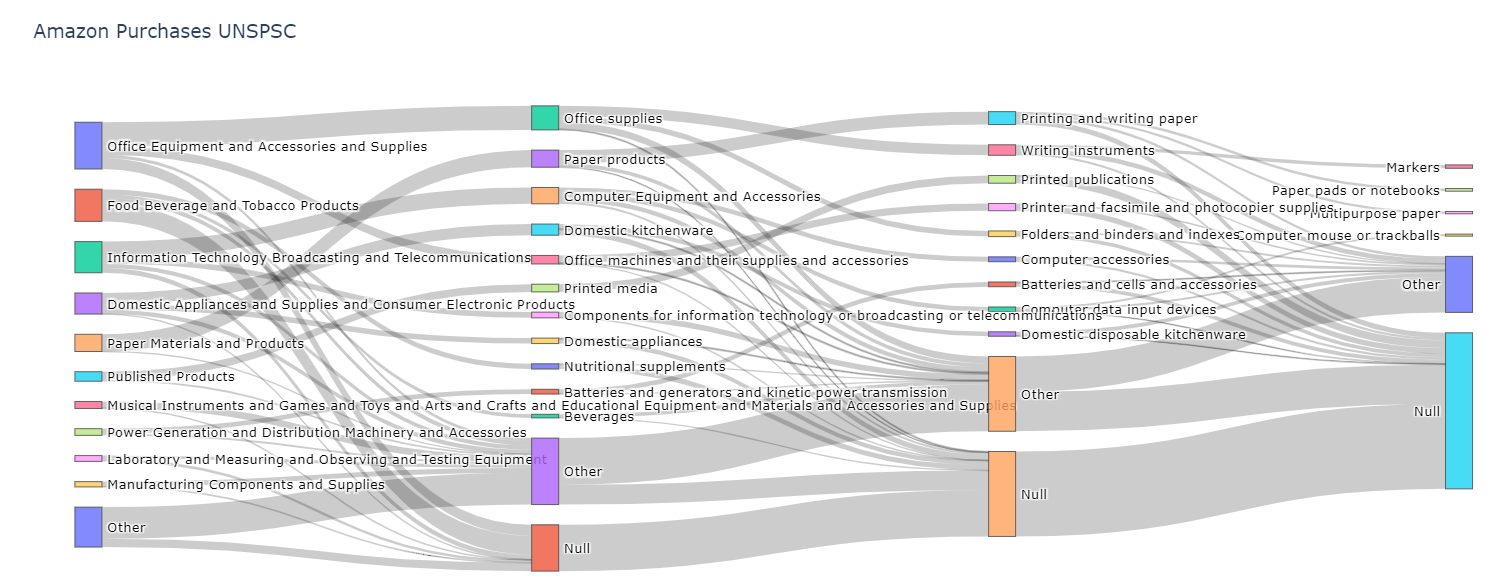 Amazon Purchases UNSPSC
Office Equipment and Accessories and Supplies
Food Beverage and Tobacco Products
Information Technology Broadcasting and Telecommunications
Domestic Appliances and Supplies and Consumer Electronic Products
Paper Materials and Products
Published Products
Musical Instruments and Games and Toys and Arts and Crafts and Educational Equipment and Materials and Accessories and Supplies
Power Generation and Distribution Machinery and Accessories
Laboratory and Measuring and Observing and Testing Equipment
Manufacturing Components and Supplies
Other
Office supplies
Paper products
Computer Equipment and Accessories
Domestic kitchenware
Office machines and their supplies and accessories
Printed media
Components for information technology or broadcasting or telecommunications
Domestic appliances
Nutritional supplements
Batteries and generators and kinetic power transmission
Beverages
Other
Null
Printing and writing paper
Writing instruments
Printed publications
Printer and facsimile and photocopier supplies
Folders and binders and indexes
Computer accessories
Batteries and cells and accessories
Computer data input devices
Domestic disposable kitchenware
Other
Null
Markers
Paper pads or notebooks
Multipurpose paper
Computer mouse or trackballs
Other
Null